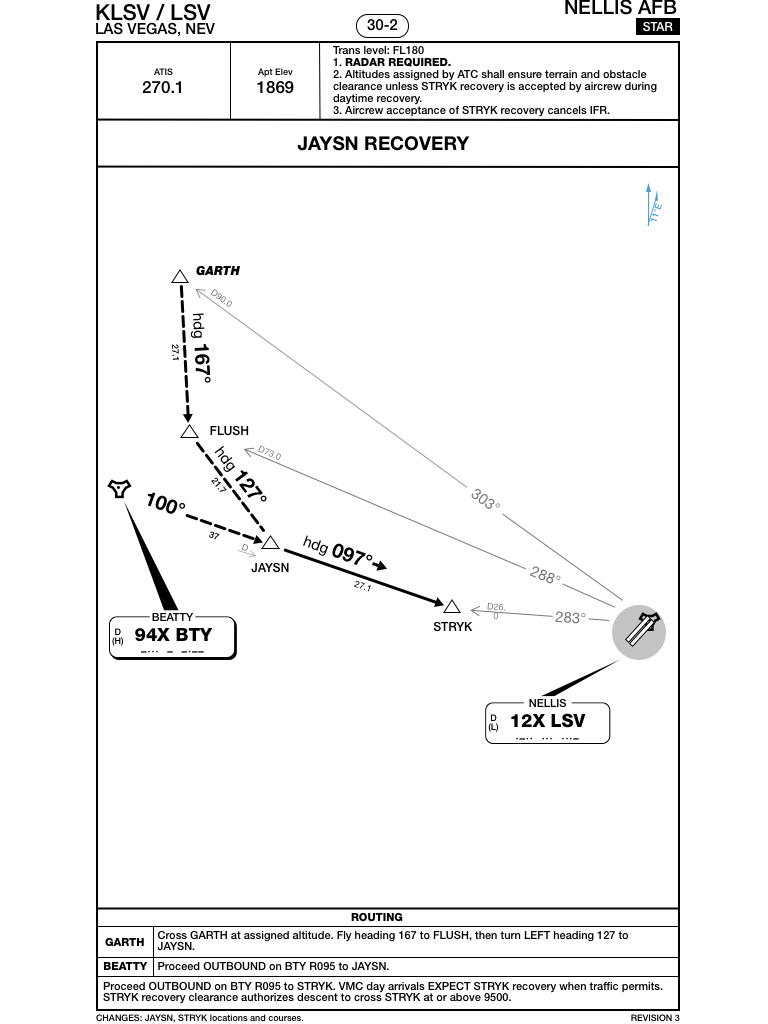 KLSV / LSV
LAS VEGAS, NEV
30-2
NELLIS AFB
STAR
ATIS
270.1
Apt Elev
1869
Trans level: FL180
1. RADAR REQUIRED.
2. Altitudes assigned by ATC shall ensure terrain and obstacle
clearance unless STRYK recovery is accepted by aircrew during
daytime recovery.
3. Aircrew acceptance of STRYK recovery cancels IFR.
JAYSN RECOVERY
11°E
GARTH
D90.0
hdg 167°
27.1
FLUSH
D73.0
hdg 127°
21.7
303°
100°
37
D
JAYSN
hdg 097°
27.1
288°
STRYK
D26.
0
283°
BEATTY
D
(H)
94X BTY
–··· – –·––
NELLIS
D
(L)
12X LSV
·–·· ··· ···–
ROUTING
GARTH
Cross GARTH at assigned altitude. Fly heading 167 to FLUSH, then turn LEFT heading 127 to
JAYSN.
BEATTY
Proceed OUTBOUND on BTY R095 to JAYSN.
Proceed OUTBOUND on BTY R095 to STRYK. VMC day arrivals EXPECT STRYK recovery when traffic permits.
STRYK recovery clearance authorizes descent to cross STRYK at or above 9500.
CHANGES: JAYSN, STRYK locations and courses.
REVISION 3